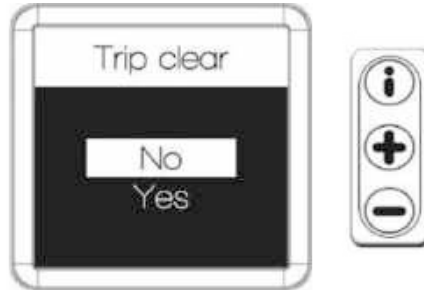 Trip clear
No
Yes
i
+
−